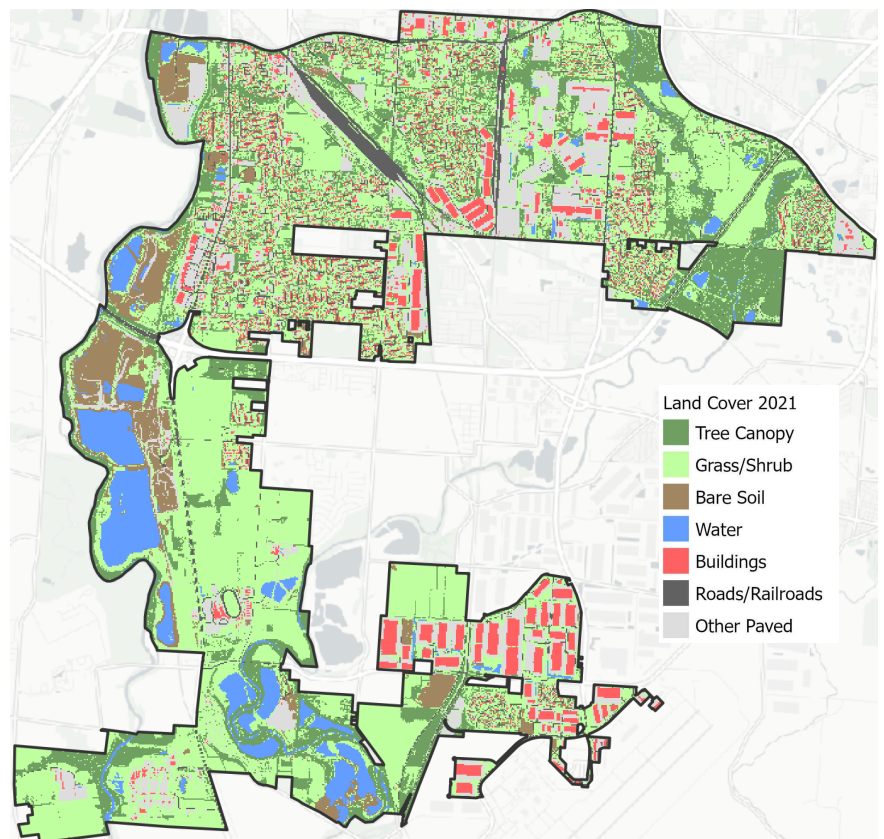 Land Cover 2021
Tree Canopy
Grass/Shrub
Bare Soil
Water
Buildings
Roads/Railroads
Other Paved